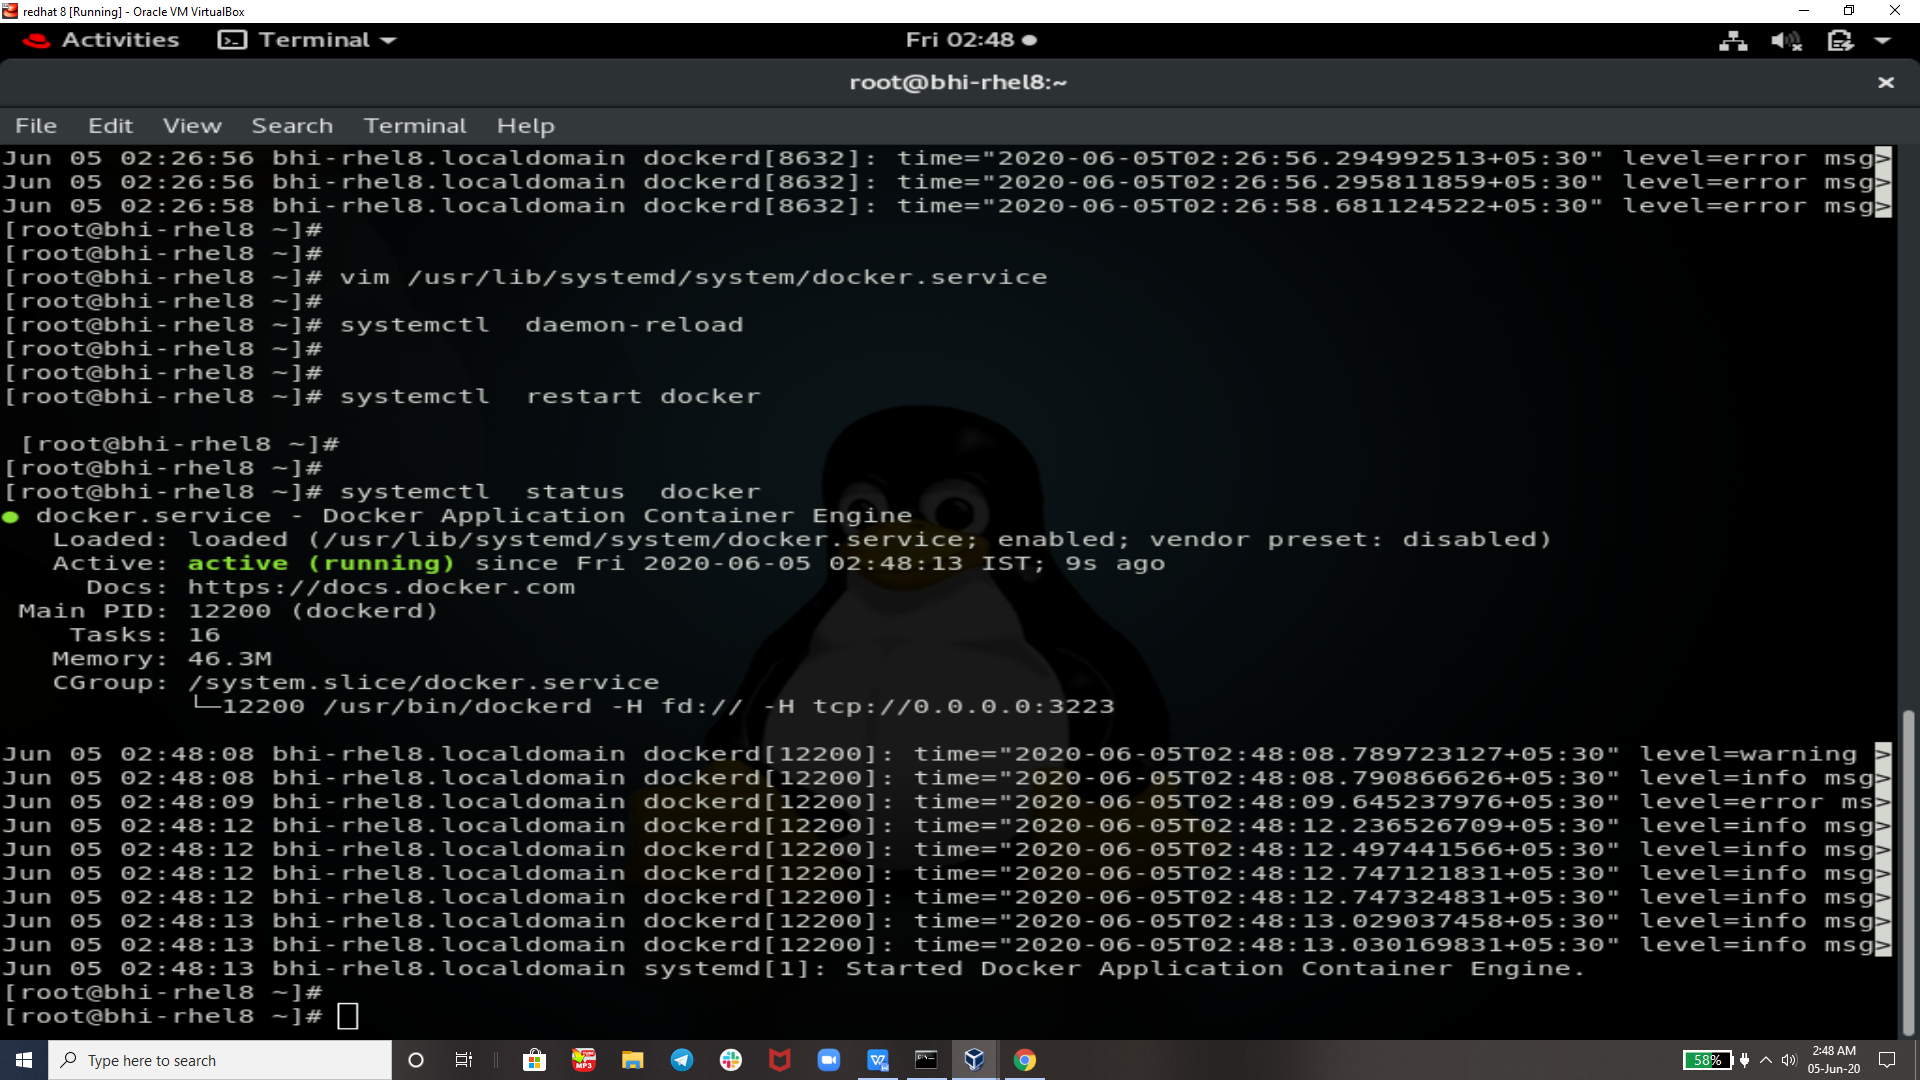 redhat 8 [Running] - Oracle VM VirtualBox
Activities Terminal Fri 02:48
root@bhi-rhel8:~
File Edit View Search Terminal Help
Jun 05 02:26:56 bhi-rhel8.localdomain dockerd[8632]: time="2020-06-05T02:26:56.294992513+05:30" level=error msg>
Jun 05 02:26:56 bhi-rhel8.localdomain dockerd[8632]: time="2020-06-05T02:26:56.295811859+05:30" level=error msg>
Jun 05 02:26:58 bhi-rhel8.localdomain dockerd[8632]: time="2020-06-05T02:26:58.681124522+05:30" level=error msg>
[root@bhi-rhel8 ~]#
[root@bhi-rhel8 ~]#
[root@bhi-rhel8 ~]# vim /usr/lib/systemd/system/docker.service
[root@bhi-rhel8 ~]#
[root@bhi-rhel8 ~]# systemctl  daemon-reload
[root@bhi-rhel8 ~]#
[root@bhi-rhel8 ~]#
[root@bhi-rhel8 ~]# systemctl  restart docker
[root@bhi-rhel8 ~]#
[root@bhi-rhel8 ~]#
[root@bhi-rhel8 ~]# systemctl  status  docker
● docker.service - Docker Application Container Engine
Loaded: loaded (/usr/lib/systemd/system/docker.service; enabled; vendor preset: disabled)
Active: active (running) since Fri 2020-06-05 02:48:13 IST; 9s ago
Docs: https://docs.docker.com
Main PID: 12200 (dockerd)
Tasks: 16
Memory: 46.3M
CGroup: /system.slice/docker.service
└─12200 /usr/bin/dockerd -H fd:// -H tcp://0.0.0.0:3223
Jun 05 02:48:08 bhi-rhel8.localdomain dockerd[12200]: time="2020-06-05T02:48:08.789723127+05:30" level=warning >
Jun 05 02:48:08 bhi-rhel8.localdomain dockerd[12200]: time="2020-06-05T02:48:08.790866626+05:30" level=info msg>
Jun 05 02:48:09 bhi-rhel8.localdomain dockerd[12200]: time="2020-06-05T02:48:09.645237976+05:30" level=error ms>
Jun 05 02:48:12 bhi-rhel8.localdomain dockerd[12200]: time="2020-06-05T02:48:12.236526709+05:30" level=info msg>
Jun 05 02:48:12 bhi-rhel8.localdomain dockerd[12200]: time="2020-06-05T02:48:12.497441566+05:30" level=info msg>
Jun 05 02:48:12 bhi-rhel8.localdomain dockerd[12200]: time="2020-06-05T02:48:12.747121831+05:30" level=info msg>
Jun 05 02:48:12 bhi-rhel8.localdomain dockerd[12200]: time="2020-06-05T02:48:12.747324831+05:30" level=info msg>
Jun 05 02:48:13 bhi-rhel8.localdomain dockerd[12200]: time="2020-06-05T02:48:13.029037458+05:30" level=info msg>
Jun 05 02:48:13 bhi-rhel8.localdomain dockerd[12200]: time="2020-06-05T02:48:13.030169831+05:30" level=info msg>
Jun 05 02:48:13 bhi-rhel8.localdomain systemd[1]: Started Docker Application Container Engine.
[root@bhi-rhel8 ~]#
[root@bhi-rhel8 ~]#
Type here to search
MP3
58%
2:48 AM
05-Jun-20